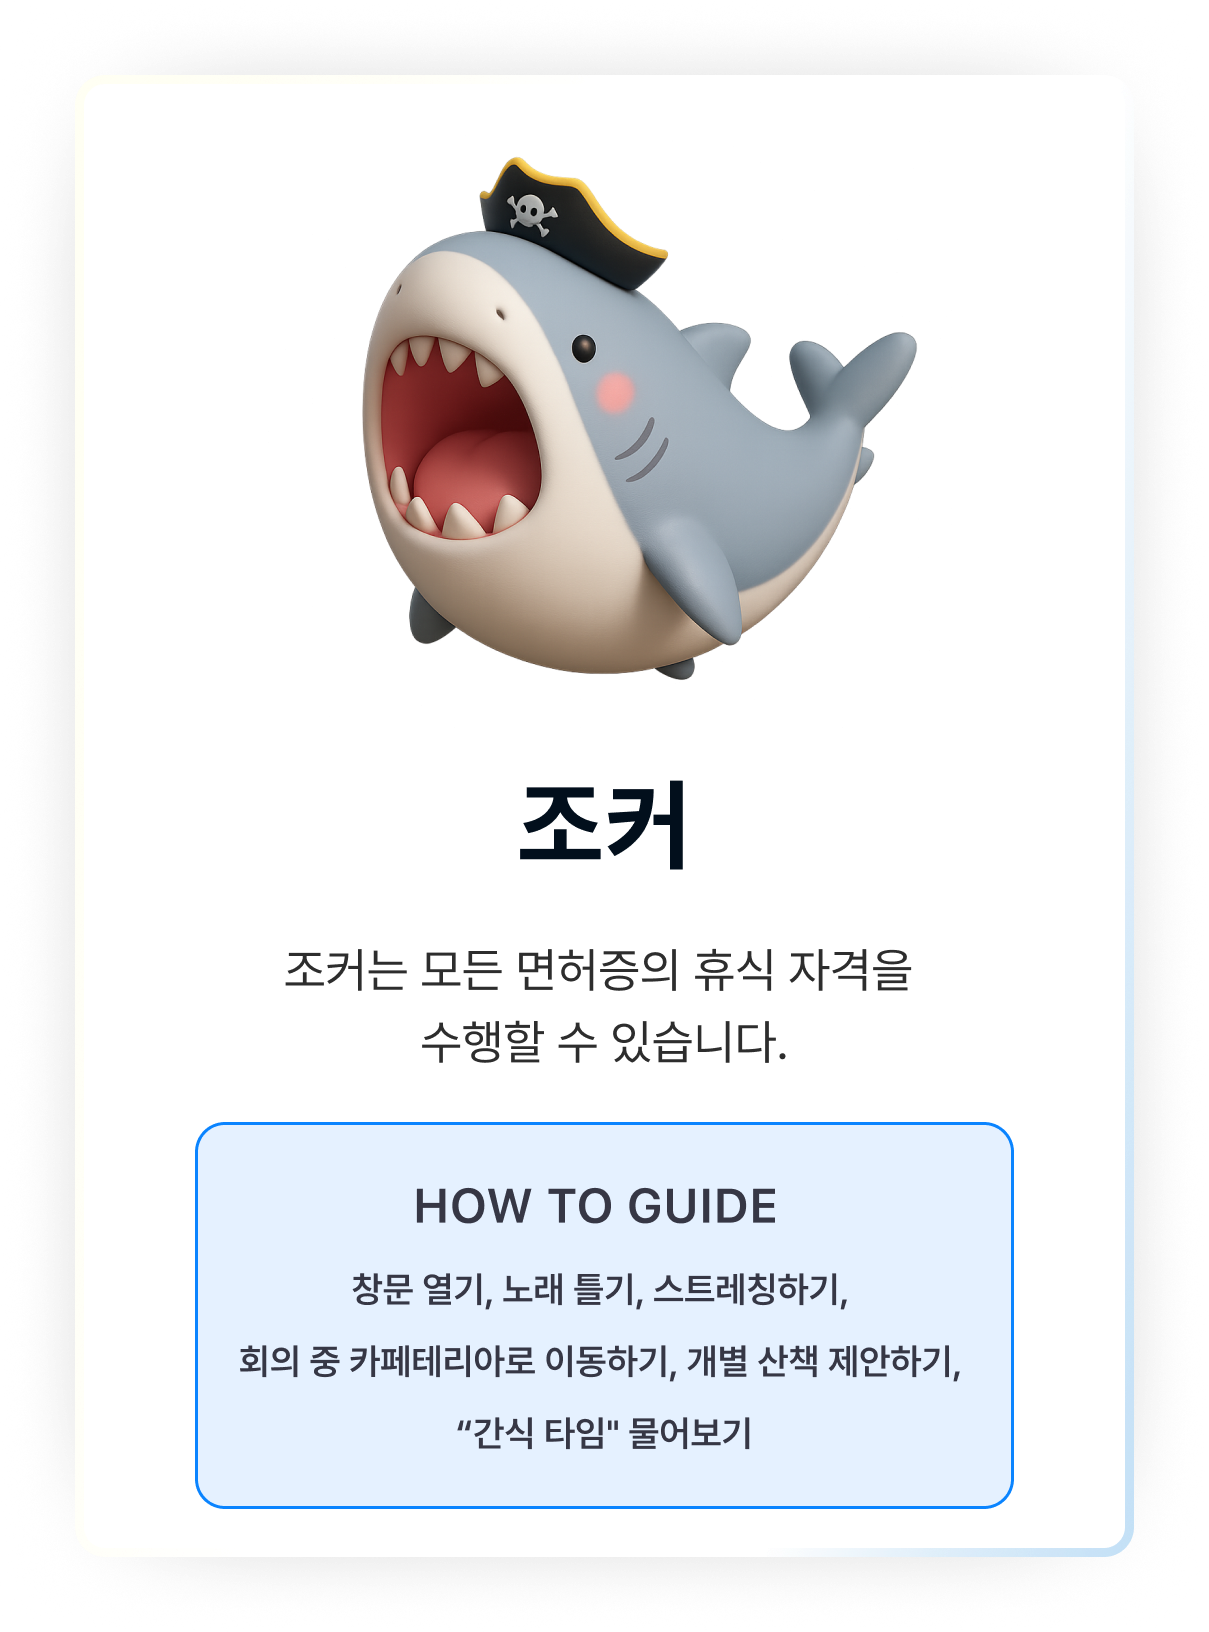 조커
조커는 모든 면허증의 휴식 자격을
수행할 수 있습니다.
HOW TO GUIDE
창문 열기, 노래 틀기, 스트레칭하기,
회의 중 카페테리아로 이동하기, 개별 산책 제안하기,
“간식 타임" 물어보기